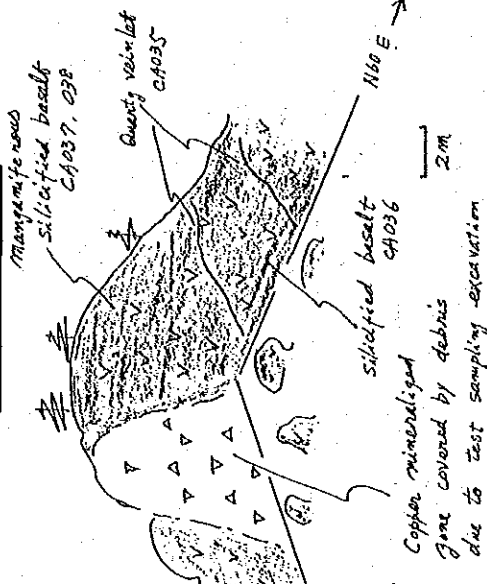 manganiferous
silicified basalt
CA037, 038
Quartz veinlet
CA035
N60E
2m
silicified basalt
CA036
Copper mineralized
zone covered by debris
due to test sampling excavation